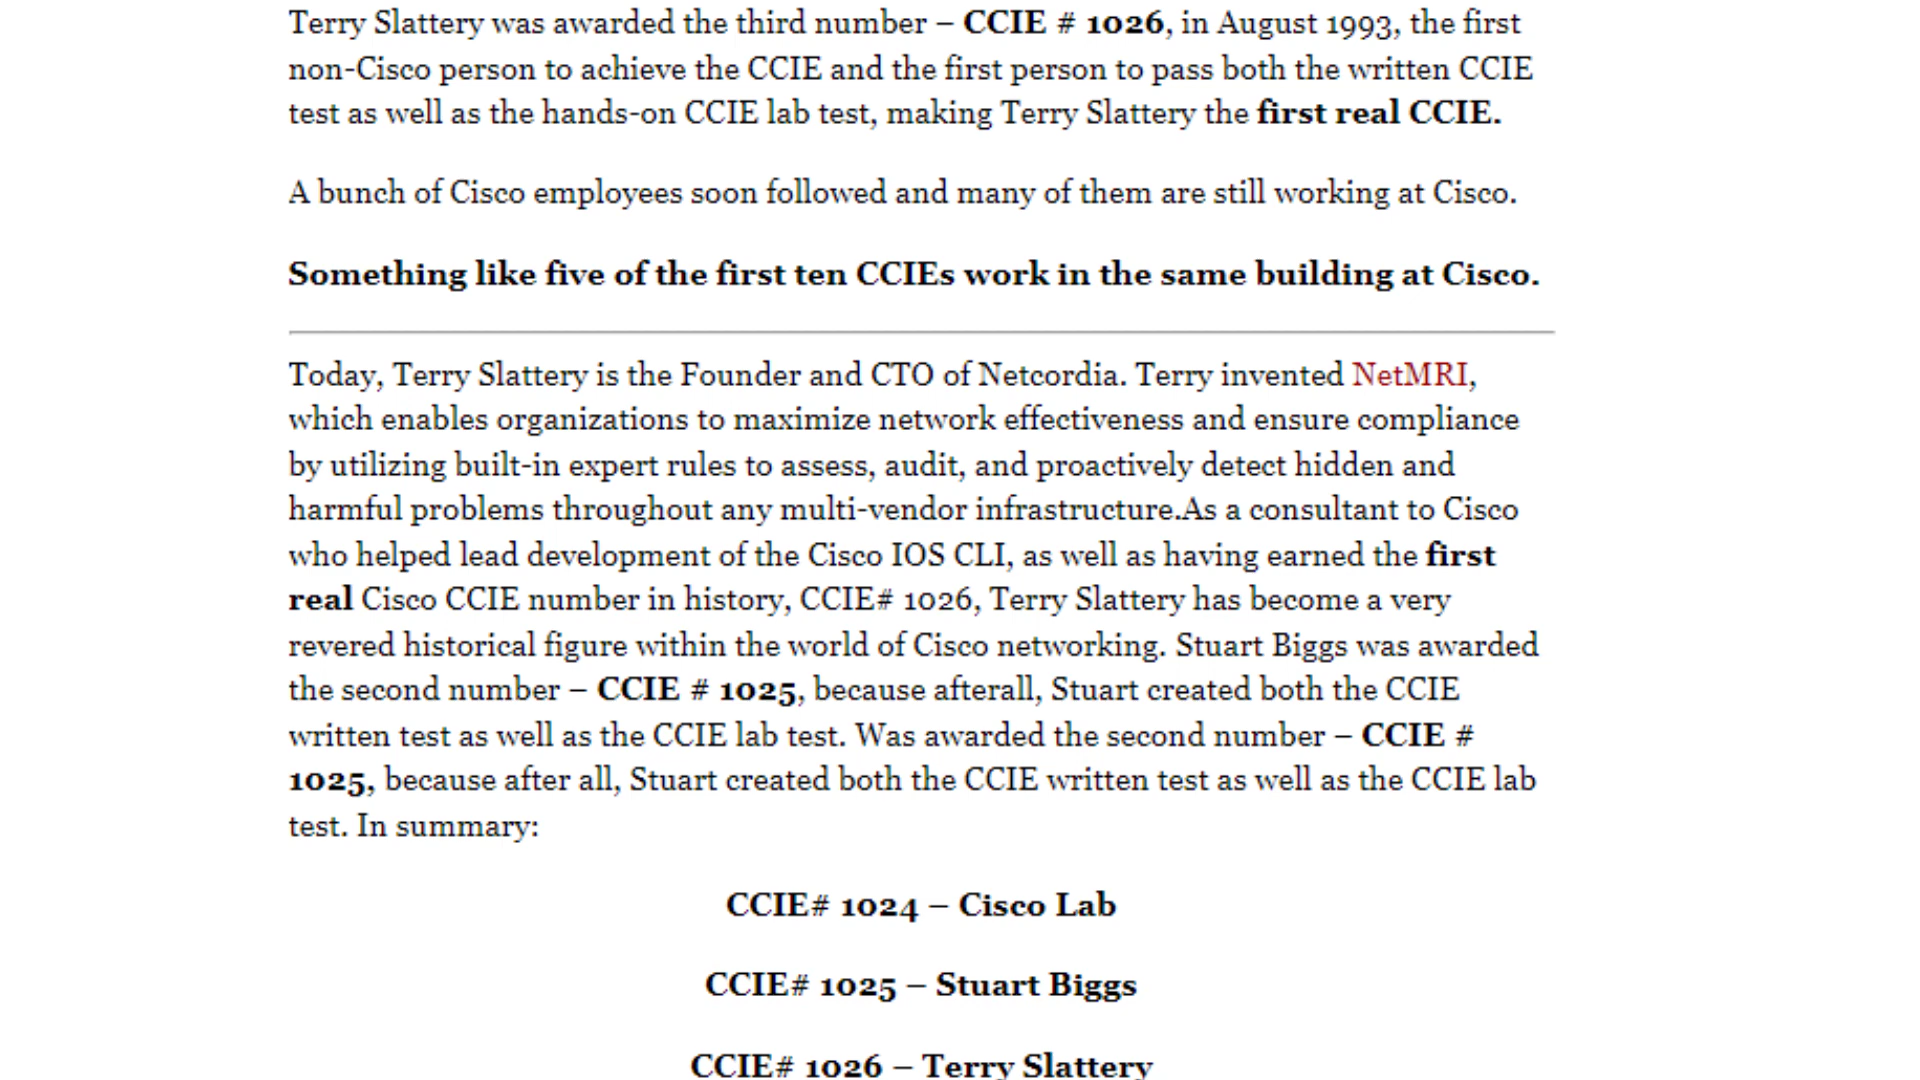 Terry Slattery was awarded the third number – CCIE # 1026, in August 1993, the first
non-Cisco person to achieve the CCIE and the first person to pass both the written CCIE
test as well as the hands-on CCIE lab test, making Terry Slattery the first real CCIE.
A bunch of Cisco employees soon followed and many of them are still working at Cisco.
Something like five of the first ten CCIEs work in the same building at Cisco.
Today, Terry Slattery is the Founder and CTO of Netcordia. Terry invented NetMRI,
which enables organizations to maximize network effectiveness and ensure compliance
by utilizing built-in expert rules to assess, audit, and proactively detect hidden and
harmful problems throughout any multi-vendor infrastructure.As a consultant to Cisco
who helped lead development of the Cisco IOS CLI, as well as having earned the first
real Cisco CCIE number in history, CCIE# 1026, Terry Slattery has become a very
revered historical figure within the world of Cisco networking. Stuart Biggs was awarded
the second number – CCIE # 1025, because afterall, Stuart created both the CCIE
written test as well as the CCIE lab test. Was awarded the second number – CCIE #
1025, because after all, Stuart created both the CCIE written test as well as the CCIE lab
test. In summary:
CCIE# 1024 – Cisco Lab
CCIE# 1025 – Stuart Biggs
CCIE# 1026 – Terry Slattery